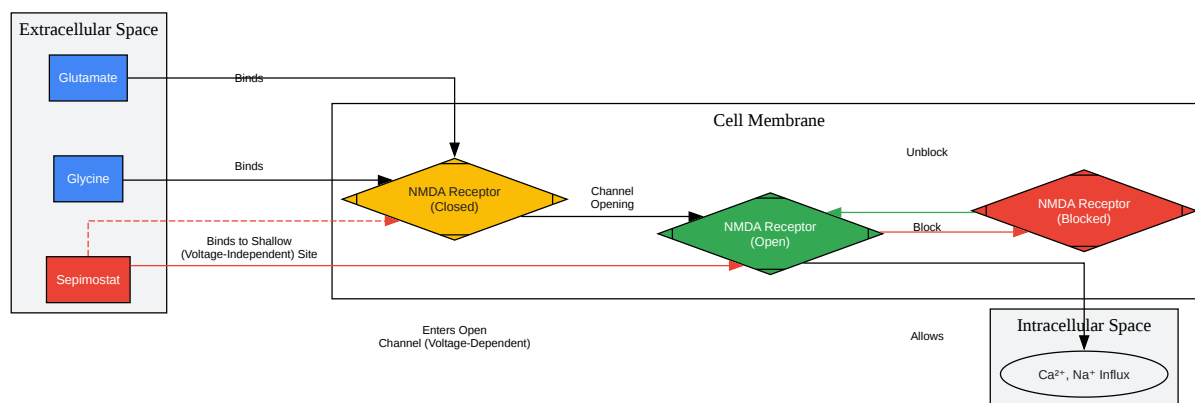 Extracellular Space
Glutamate
Binds
Cell Membrane
Unblock
Glycine
Binds
NMDA Receptor
(Closed)
Channel
Opening
NMDA Receptor
(Blocked)
NMDA Receptor
(Open)
Block
Binds to Shallow
(Voltage-Independent) Site
Sepimostat
Enters Open
Channel (Voltage-Dependent)
Allows
Intracellular Space
Ca²⁺, Na⁺ Influx